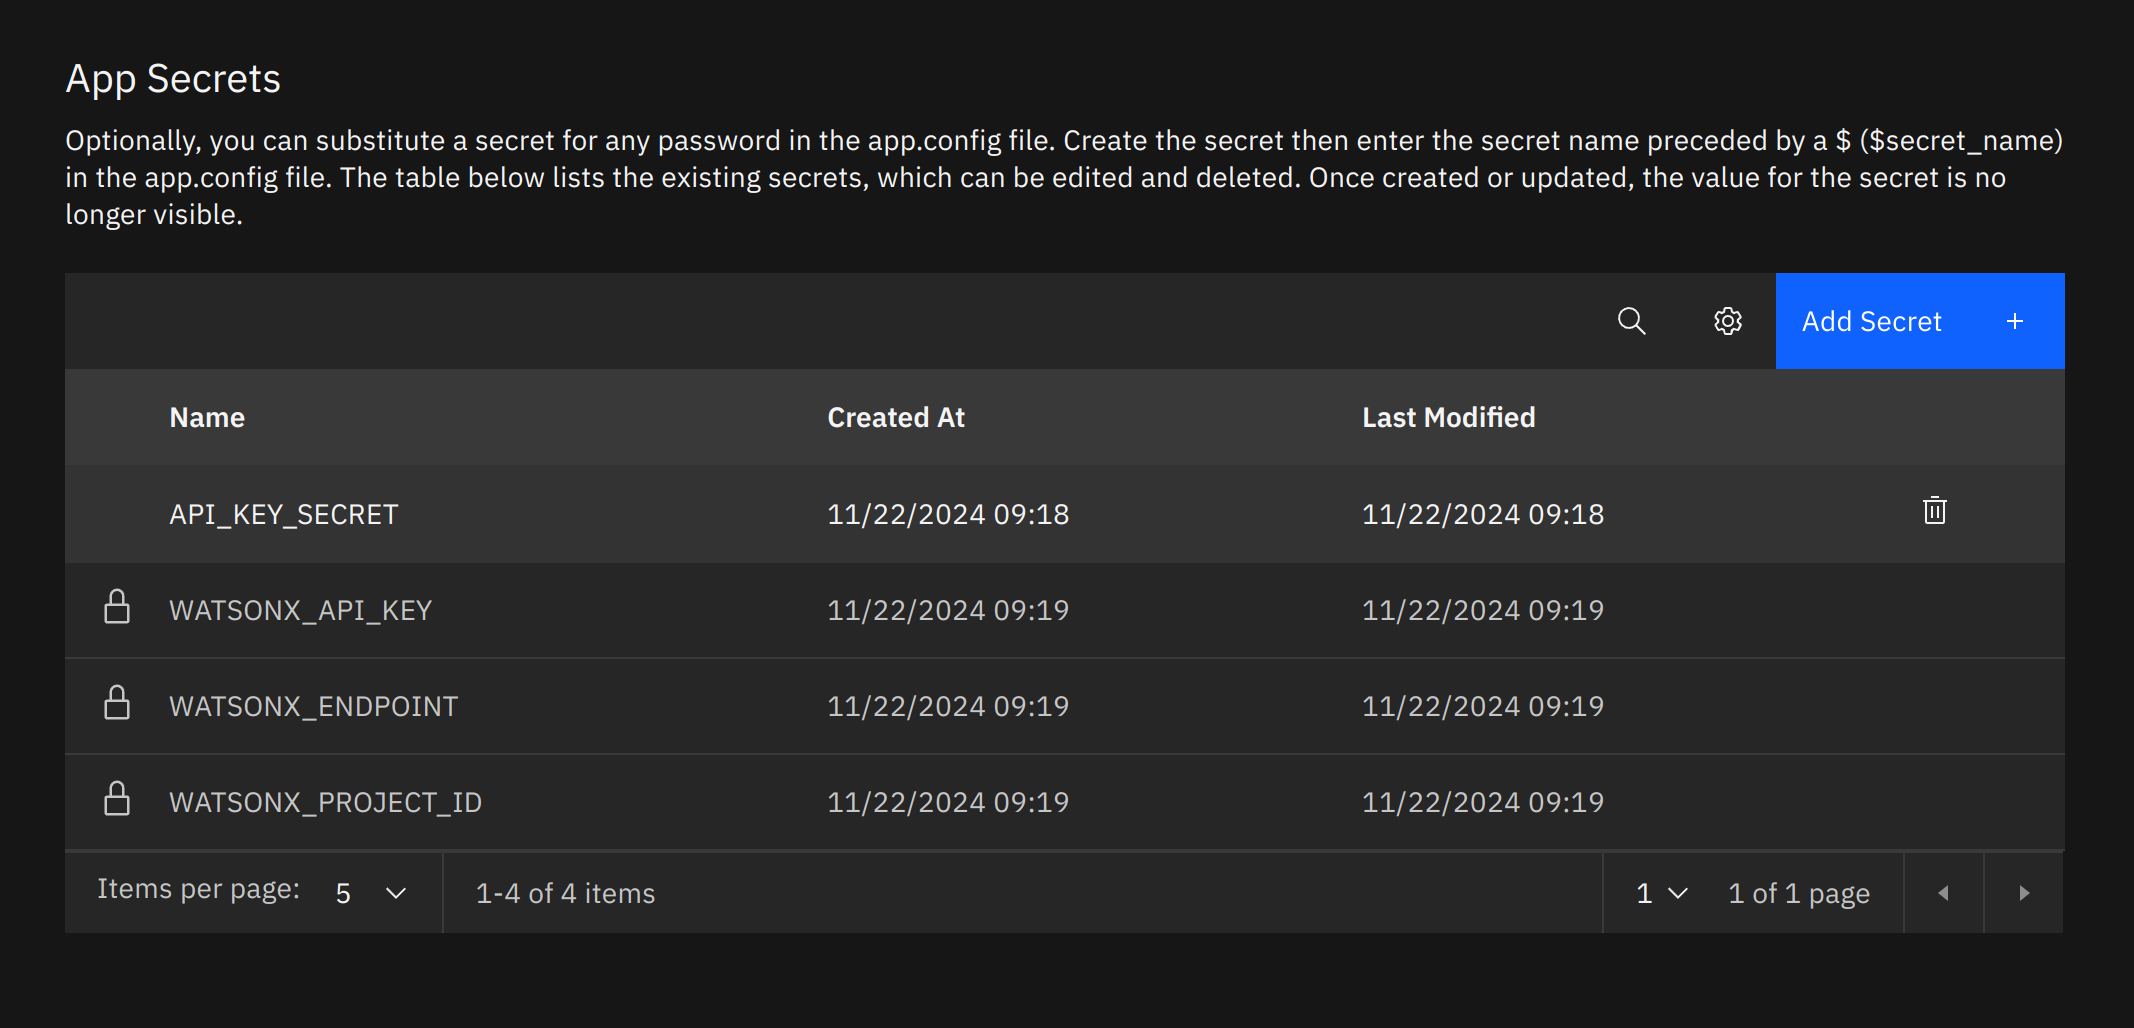 App Secrets
Optionally, you can substitute a secret for any password in the app.config file. Create the secret then enter the secret name preceded by a $ ($secret_name)
in the app.config file. The table below lists the existing secrets, which can be edited and deleted. Once created or updated, the value for the secret is no
longer visible.
Add Secret +
Name Created At Last Modified
API_KEY_SECRET 11/22/2024 09:18 11/22/2024 09:18
WATSONX_API_KEY 11/22/2024 09:19 11/22/2024 09:19
WATSONX_ENDPOINT 11/22/2024 09:19 11/22/2024 09:19
WATSONX_PROJECT_ID 11/22/2024 09:19 11/22/2024 09:19
Items per page: 5 1-4 of 4 items 1 1 of 1 page